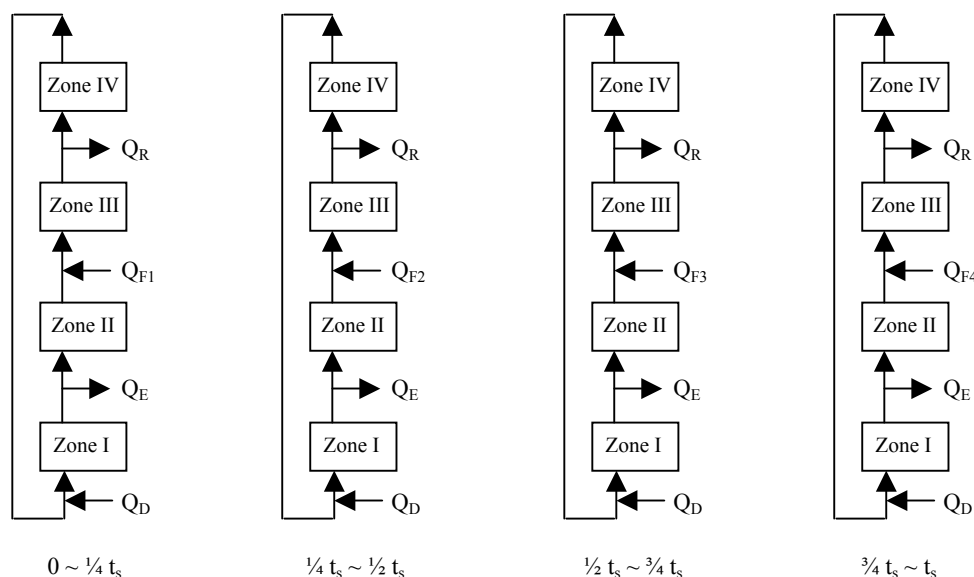 Zone IV
Q_R
Zone III
Q_F1
Zone II
Q_E
Zone I
Q_D
0 ~ ¼ t_s
Zone IV
Q_R
Zone III
Q_F2
Zone II
Q_E
Zone I
Q_D
¼ t_s ~ ½ t_s
Zone IV
Q_R
Zone III
Q_F3
Zone II
Q_E
Zone I
Q_D
½ t_s ~ ¾ t_s
Zone IV
Q_R
Zone III
Q_F4
Zone II
Q_E
Zone I
Q_D
¾ t_s ~ t_s